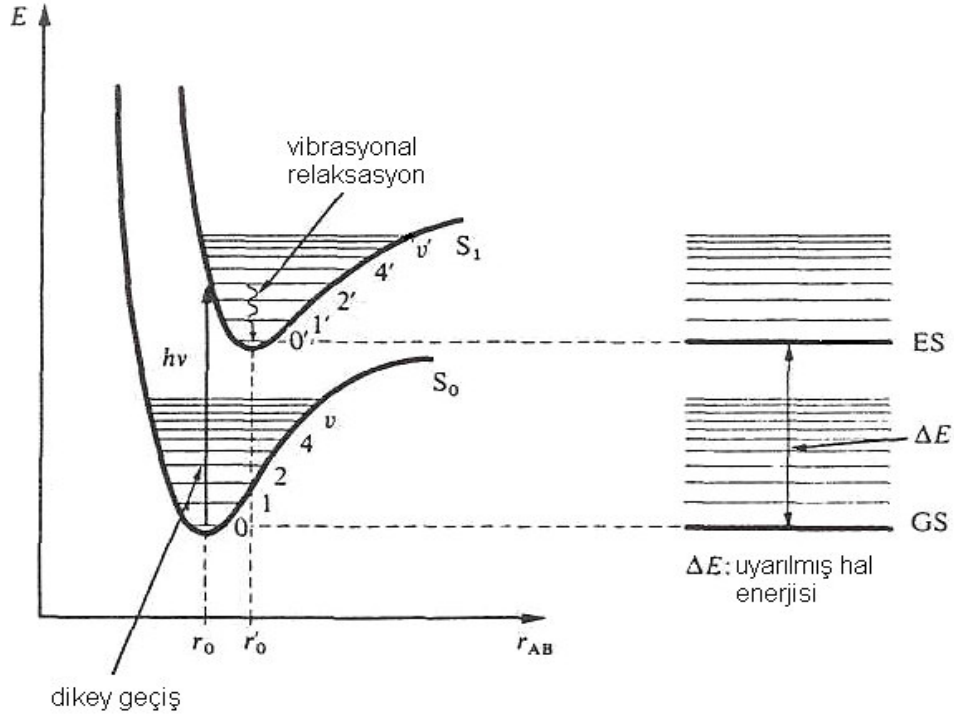 E
vibrasyonal
relaksasyon
v'
S₁
4'
2'
1'
0'
ES
hν
S₀
v
4
ΔE
2
1
0
GS
ΔE: uyarılmış hal
enerjisi
r₀
r'₀
r_AB
dikey geçiş